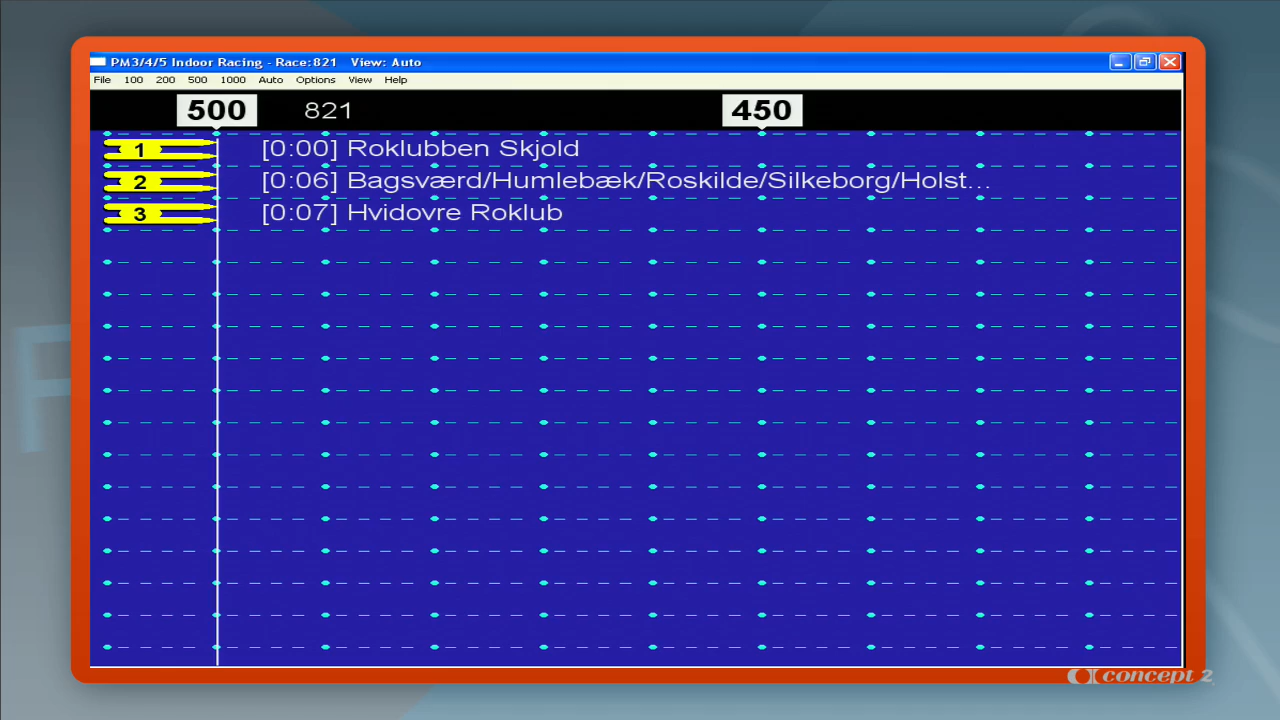 PM3/4/5 Indoor Racing - Race:821 View: Auto
File 100 200 500 1000 Auto Options View Help
500 821 450
1 [0:00] Roklubben Skjold
2 [0:06] Bagsværd/Humlebæk/Roskilde/Silkeborg/Holst...
3 [0:07] Hvidovre Roklub
concept 2